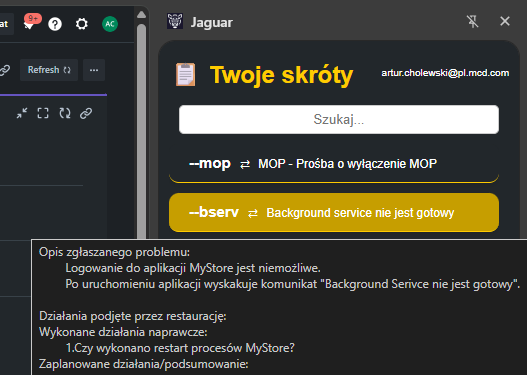 at
9+
AC
Jaguar
Refresh
Twoje skróty
artur.cholewski@pl.mcd.com
Szukaj...
--mop ⇄ MOP - Prośba o wyłączenie MOP
--bserv ⇄ Background service nie jest gotowy
Opis zgłaszanego problemu:
Logowanie do aplikacji MyStore jest niemożliwe.
Po uruchomieniu aplikacji wyskakuje komunikat "Background Serivce nie jest gotowy".
Działania podjęte przez restaurację:
Wykonane działania naprawcze:
1.Czy wykonano restart procesów MyStore?
Zaplanowane działania/podsumowanie: